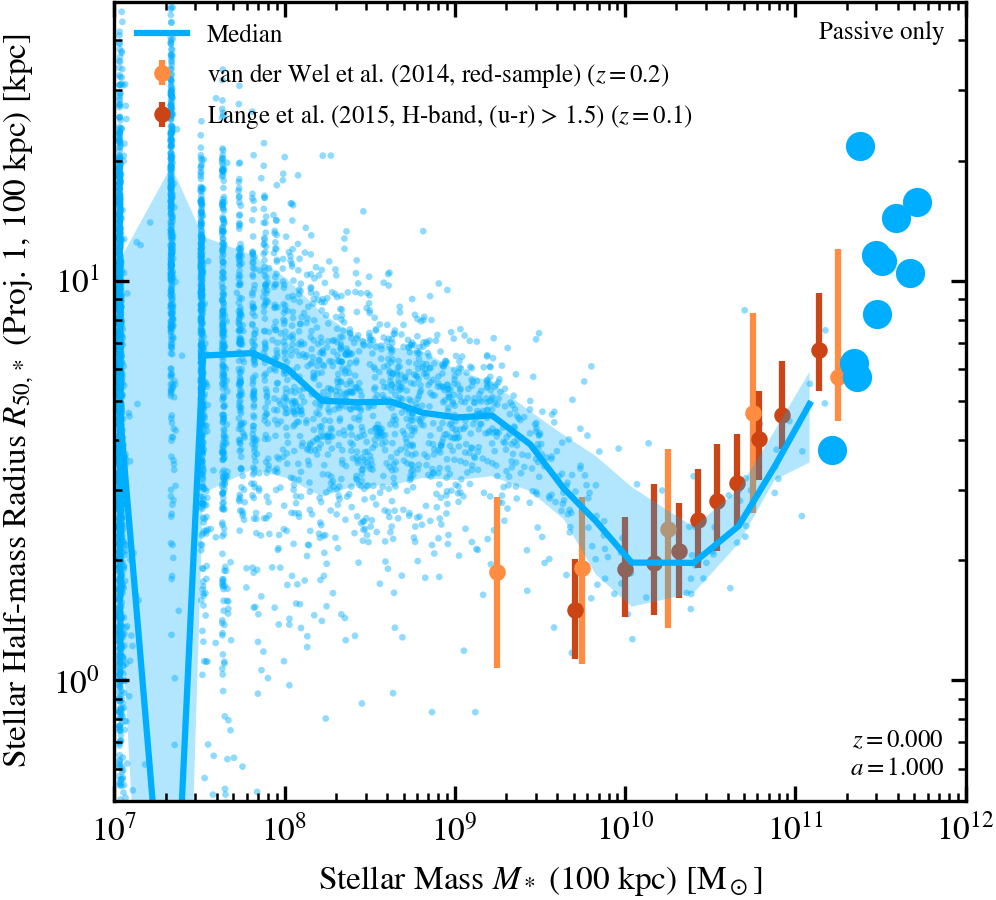 Median
van der Wel et al. (2014, red-sample) (z = 0.2)
Lange et al. (2015, H-band, (u-r) > 1.5) (z = 0.1)
Passive only
Stellar Half-mass Radius R₅₀,∗ (Proj. 1, 100 kpc) [kpc]
10¹
10⁰
z = 0.000
a = 1.000
10⁷ 10⁸ 10⁹ 10¹⁰ 10¹¹ 10¹²
Stellar Mass M∗ (100 kpc) [M⊙]